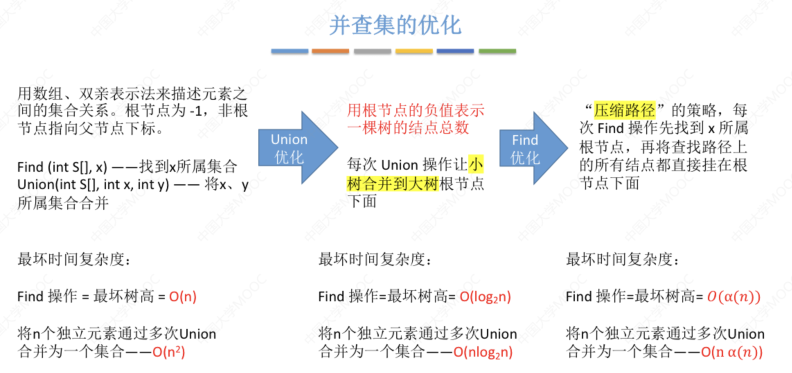 并查集的优化
用数组、双亲表示法来描述元素之
间的集合关系。根节点为 -1，非根
节点指向父节点下标。
Find (int S[], x) ——找到x所属集合
Union(int S[], int x, int y) —— 将x、y
所属集合合并
Union
优化
用根节点的负值表示
一棵树的结点总数
每次 Union 操作让小
树合并到大树根节点
下面
Find
优化
“压缩路径”的策略，每
次 Find 操作先找到 x 所属
根节点，再将查找路径上
的所有结点都直接挂在根
节点下面
最坏时间复杂度：
Find 操作 = 最坏树高 = O(n)
将n个独立元素通过多次Union
合并为一个集合——O(n²)
最坏时间复杂度：
Find 操作=最坏树高= O(log₂n)
将n个独立元素通过多次Union
合并为一个集合——O(nlog₂n)
最坏时间复杂度：
Find 操作=最坏树高= O(α(n))
将n个独立元素通过多次Union
合并为一个集合——O(n α(n))
中国大学MOOC